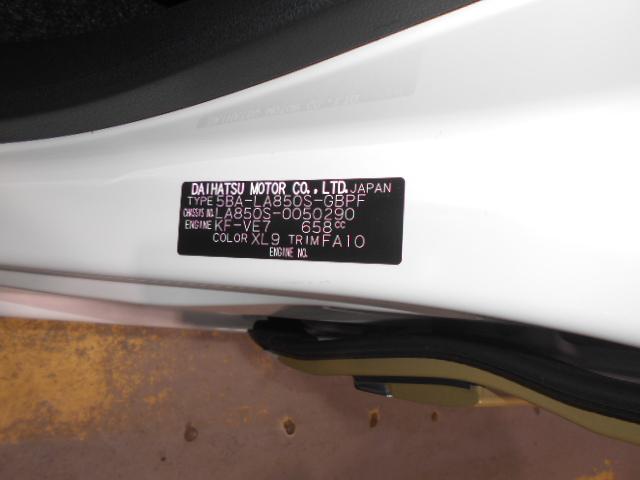 DAIHATSU MOTOR CO., LTD. JAPAN
TYPE 5BA-LA850S-GBPF
CHASSIS NO. LA850S-0050290
ENGINE KF-VE7 658cc
COLOR XL9 TRIM FA10
ENGINE NO.